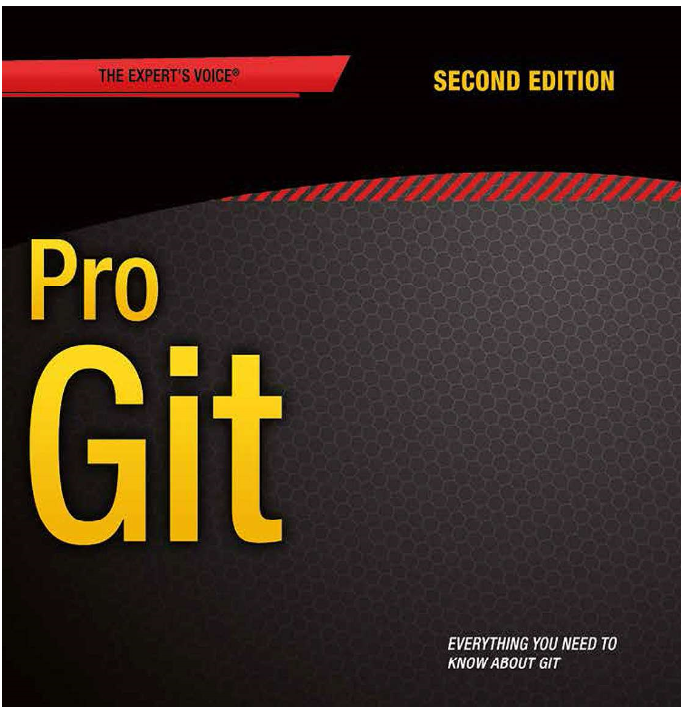 THE EXPERT'S VOICE®
SECOND EDITION
Pro
Git
EVERYTHING YOU NEED TO
KNOW ABOUT GIT